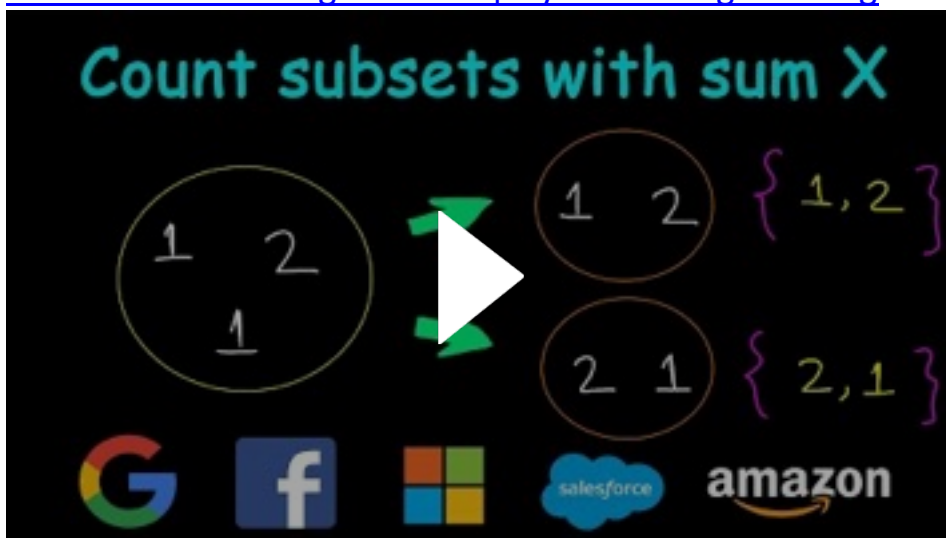 Count subsets with sum X
1 2
1
1 2
{ 1, 2 }
2 1
{ 2, 1 }
G f salesforce amazon